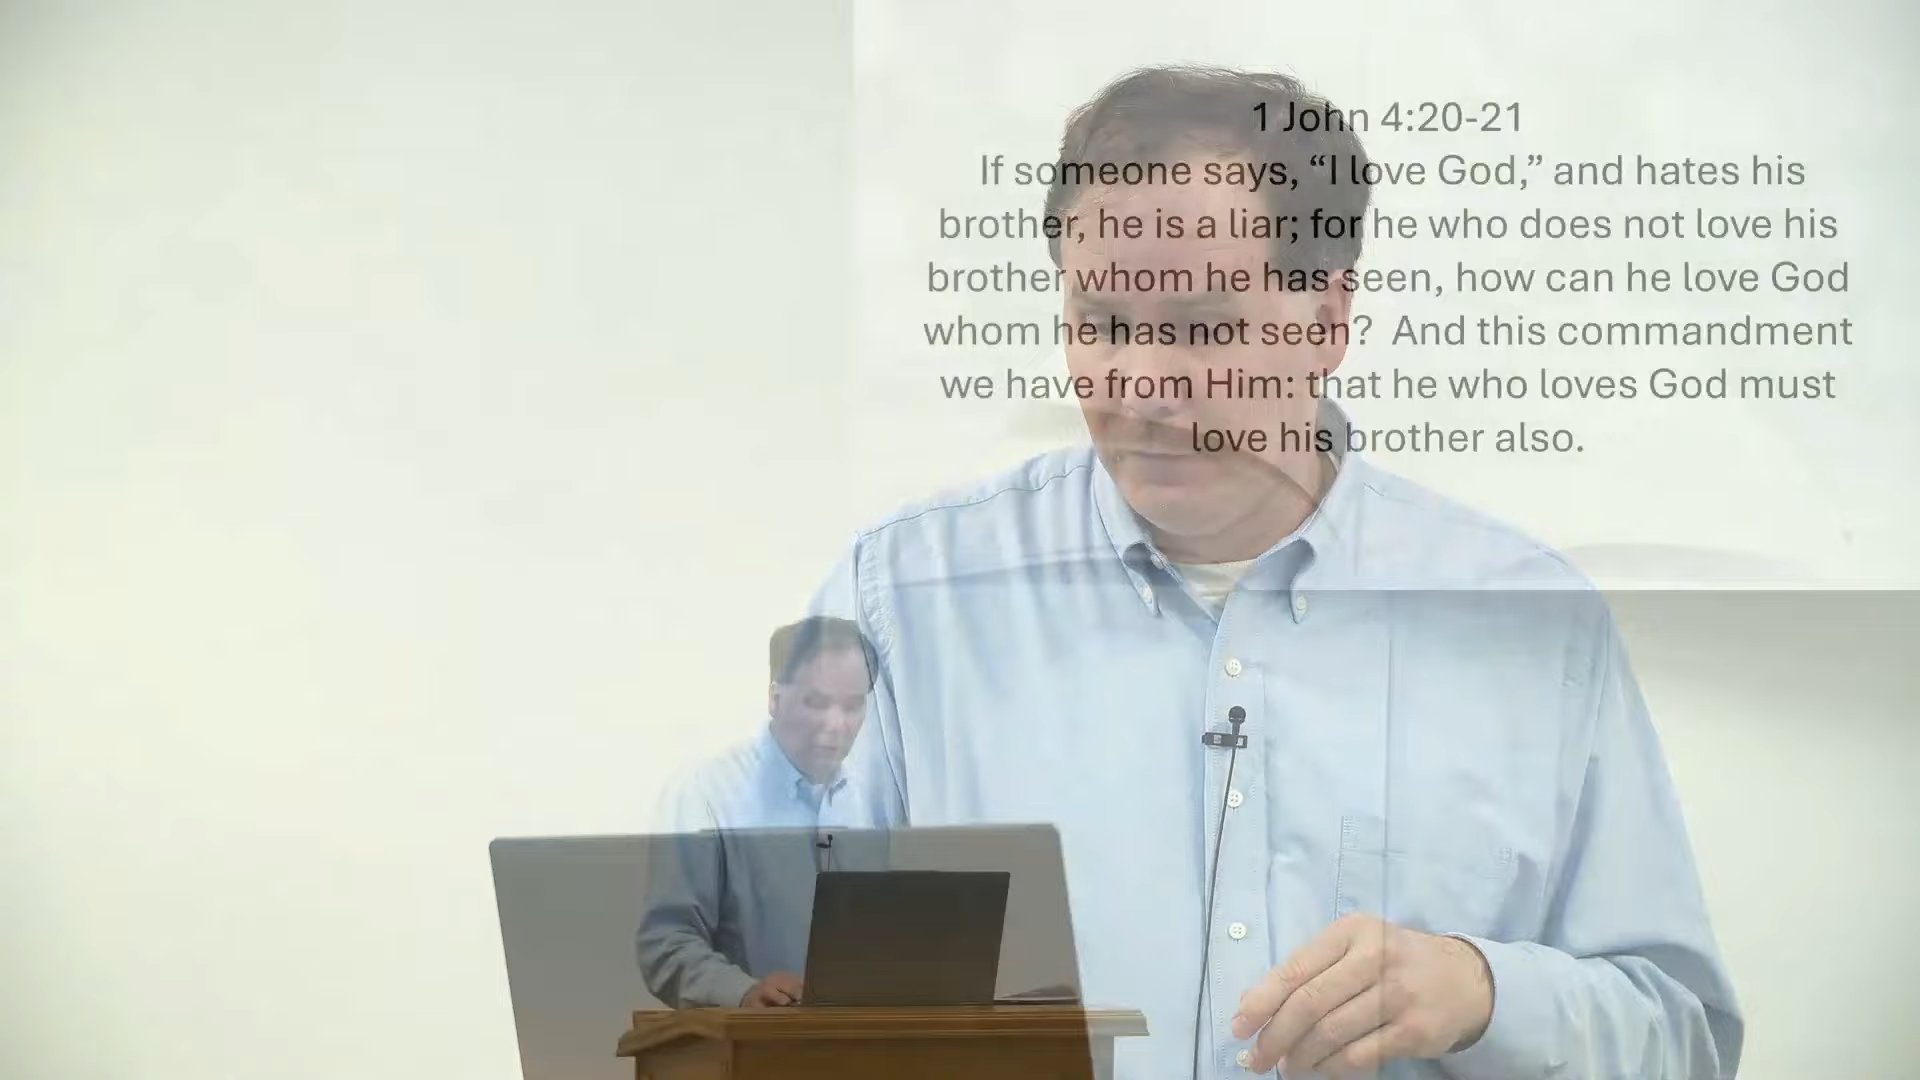 1 John 4:20-21
If someone says, “I love God,” and hates his
brother, he is a liar; for he who does not love his
brother whom he has seen, how can he love God
whom he has not seen?  And this commandment
we have from Him: that he who loves God must
love his brother also.